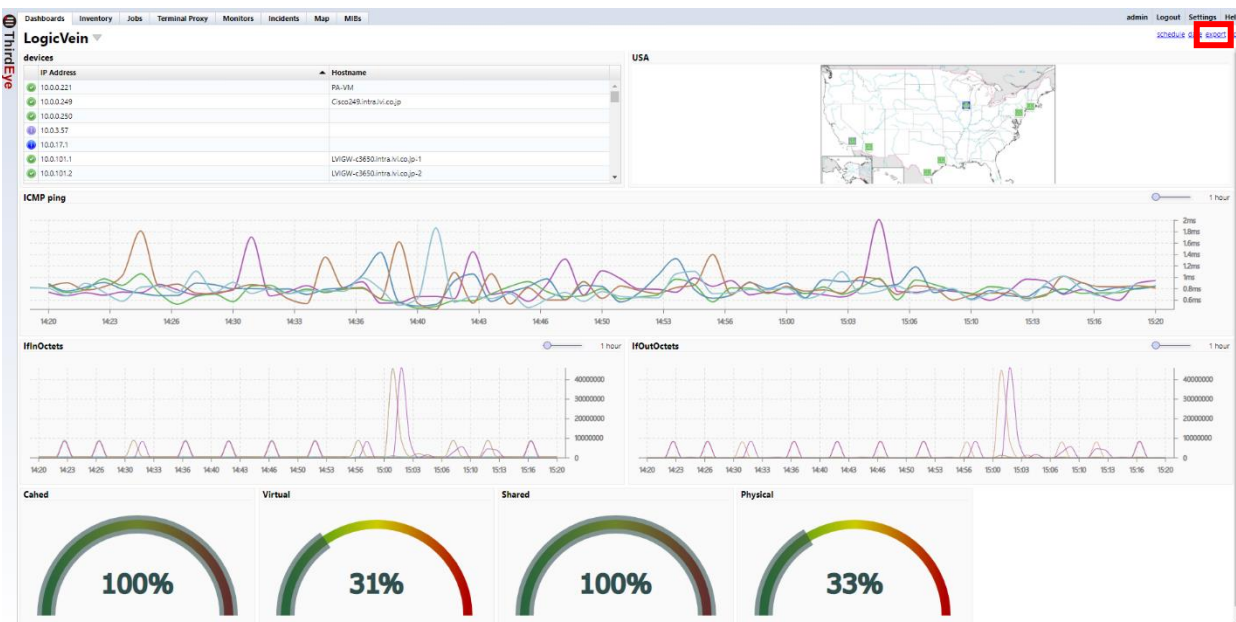 Dashboards Inventory Jobs Terminal Proxy Monitors Incidents Map MIBs admin Logout Settings Hel
ThirdEye
LogicVein schedule export
devices
IP Address Hostname
10.0.0.221 PA-VM
10.0.0.249 Cisco249.intra.lvi.co.jp
10.0.0.250
10.0.3.57
10.0.17.1
10.0.101.1 LVIGW-c3650.intra.lvi.co.jp-1
10.0.101.2 LVIGW-c3650.intra.lvi.co.jp-2
USA
ICMP ping 1 hour
2ms
1.8ms
1.6ms
1.4ms
1.2ms
1ms
0.8ms
0.6ms
14:20 14:23 14:26 14:30 14:33 14:36 14:40 14:43 14:46 14:50 14:53 14:56 15:00 15:03 15:06 15:10 15:13 15:16 15:20
IfInOctets 1 hour
40000000
30000000
20000000
10000000
0
14:20 14:23 14:26 14:30 14:33 14:36 14:40 14:43 14:46 14:50 14:53 14:56 15:00 15:03 15:06 15:10 15:13 15:16 15:20
IfOutOctets 1 hour
40000000
30000000
20000000
10000000
0
14:20 14:23 14:26 14:30 14:33 14:36 14:40 14:43 14:46 14:50 14:53 14:56 15:00 15:03 15:06 15:10 15:13 15:16 15:20
Cahed Virtual Shared Physical
100% 31% 100% 33%